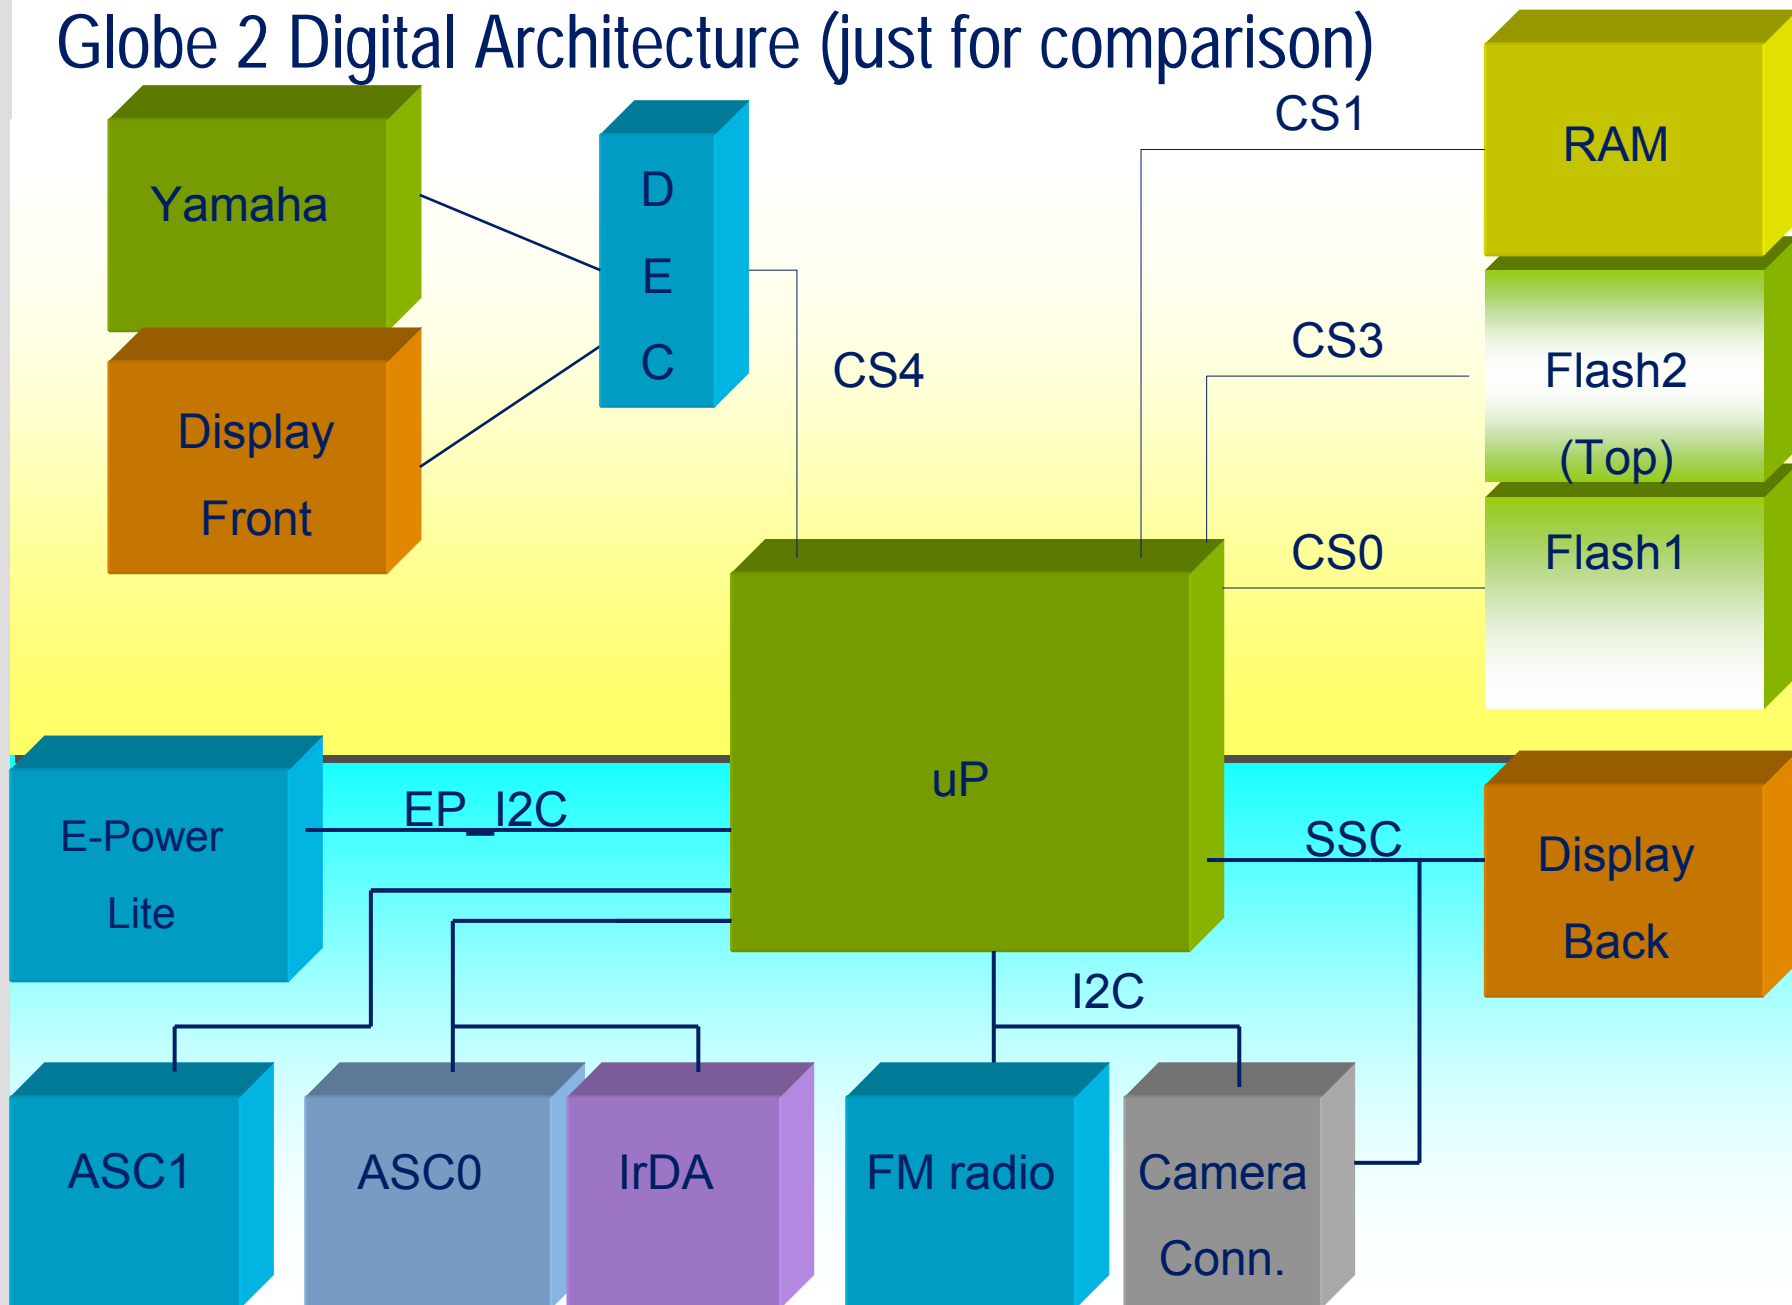 Globe 2 Digital Architecture (just for comparison)
CS1
RAM
Yamaha
D
E
C
CS4
CS3
Flash2
(Top)
Display
Front
CS0
Flash1
uP
EP_I2C
E-Power
Lite
SSC
Display
Back
I2C
ASC1
ASC0
IrDA
FM radio
Camera
Conn.